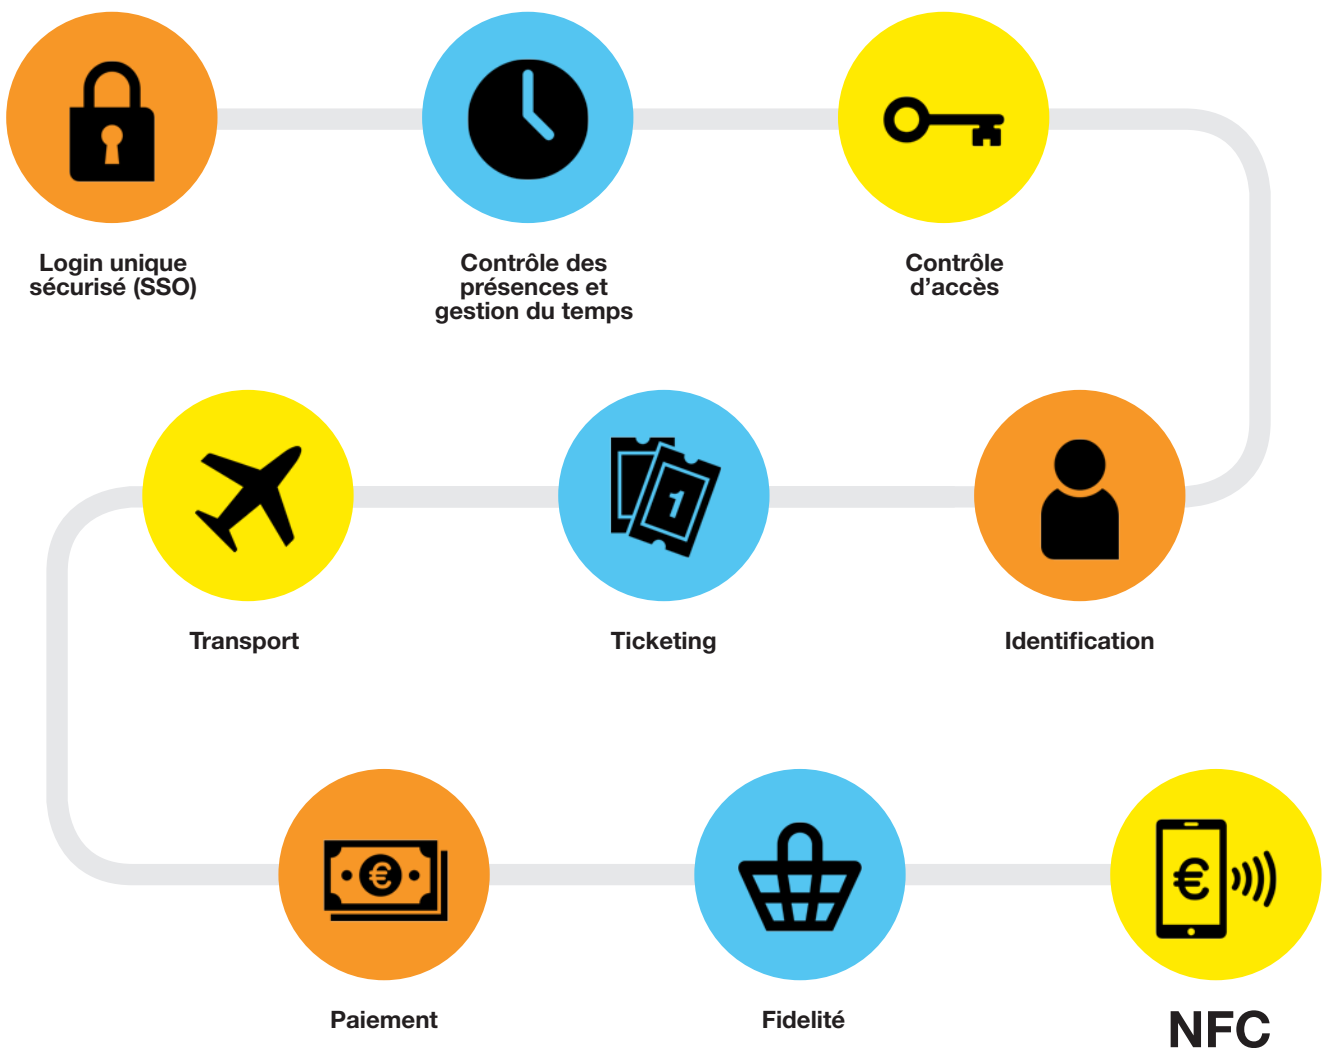 Login unique
sécurisé (SSO)
Contrôle des
présences et
gestion du temps
Contrôle
d’accès
Transport
1
Ticketing
Identification
€
Paiement
Fidelité
€
NFC